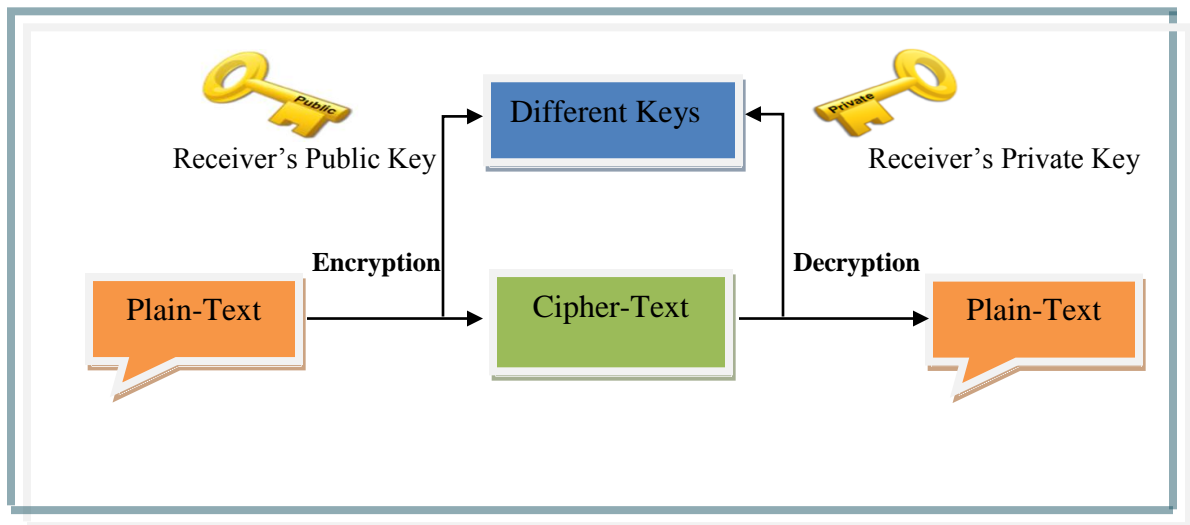 Public
Private
Different Keys
Receiver’s Public Key
Receiver’s Private Key
Encryption
Decryption
Plain-Text
Cipher-Text
Plain-Text